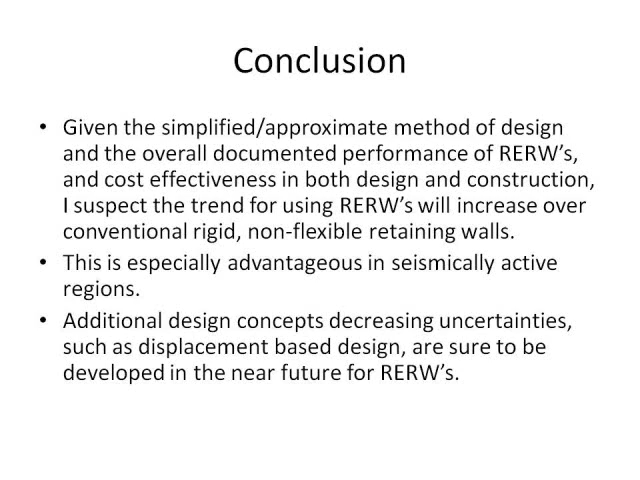 Conclusion
• Given the simplified/approximate method of design
and the overall documented performance of RERW’s,
and cost effectiveness in both design and construction,
I suspect the trend for using RERW’s will increase over
conventional rigid, non-flexible retaining walls.
• This is especially advantageous in seismically active
regions.
• Additional design concepts decreasing uncertainties,
such as displacement based design, are sure to be
developed in the near future for RERW’s.